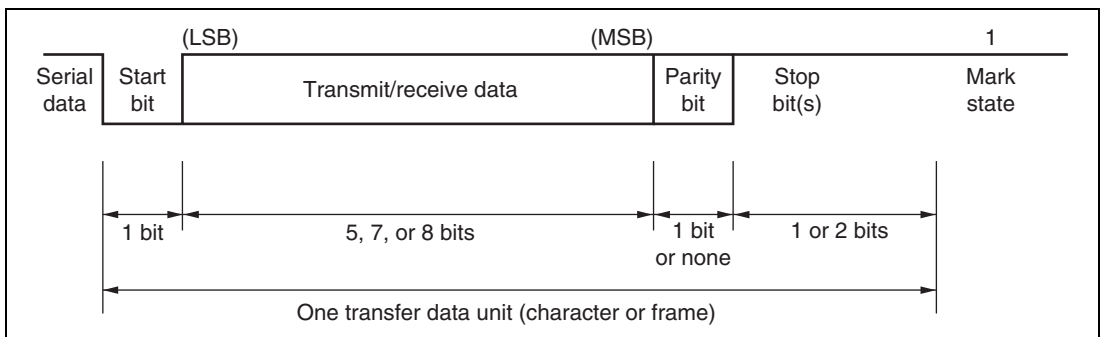 (LSB) (MSB) 1
Serial Start Transmit/receive data Parity Stop Mark
data bit bit bit(s) state
1 bit 5, 7, or 8 bits 1 bit 1 or 2 bits
or none
One transfer data unit (character or frame)